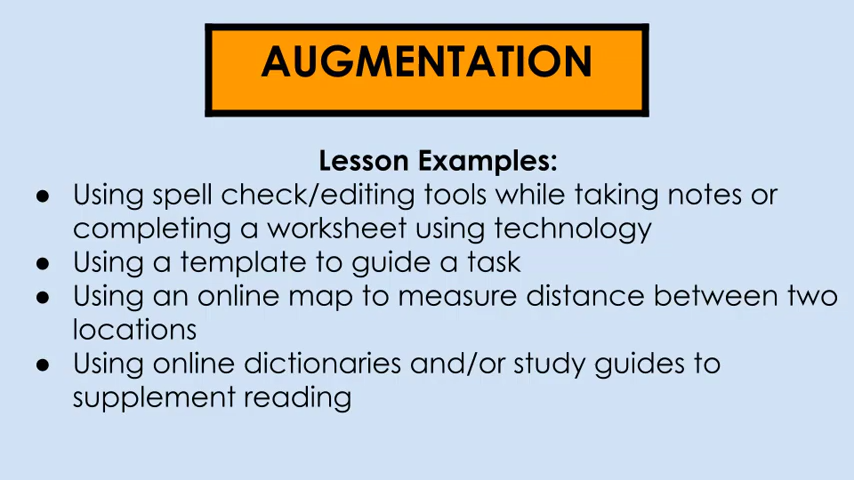 AUGMENTATION
Lesson Examples:
● Using spell check/editing tools while taking notes or
completing a worksheet using technology
● Using a template to guide a task
● Using an online map to measure distance between two
locations
● Using online dictionaries and/or study guides to
supplement reading